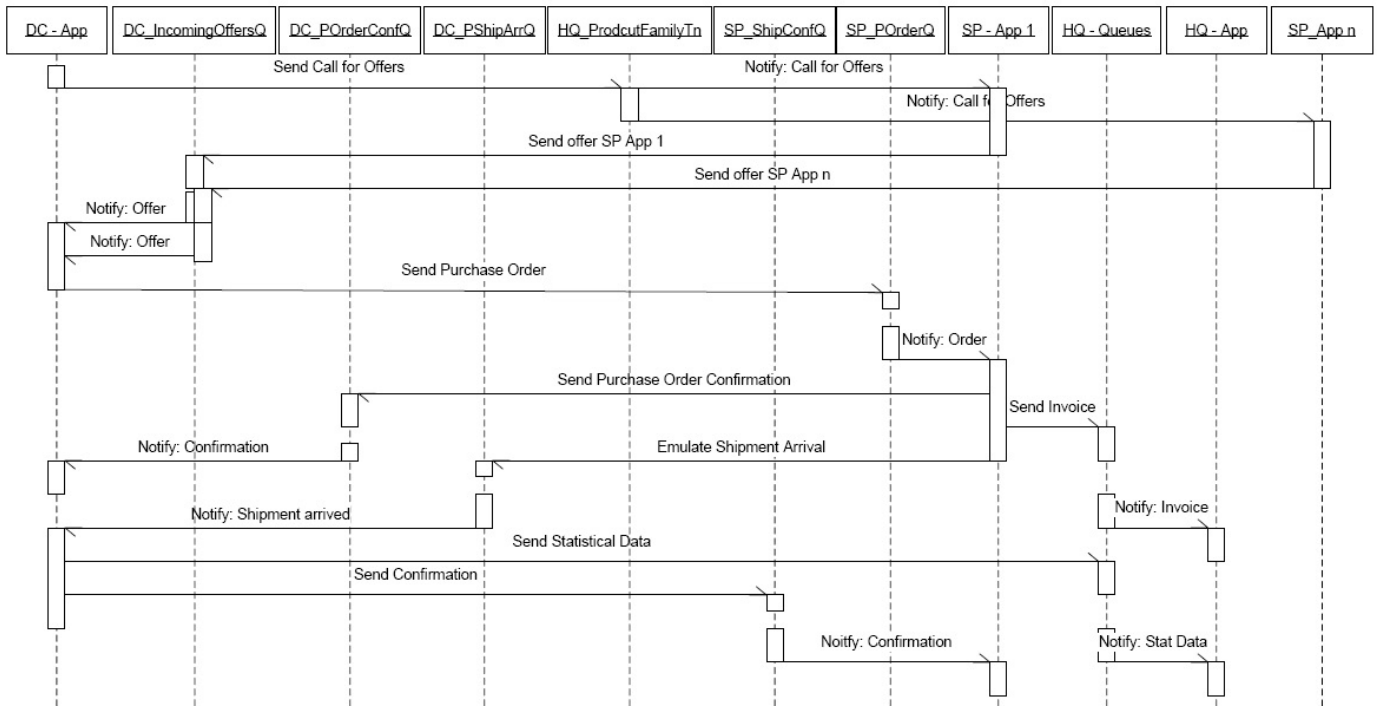 DC - App
DC_IncomingOffersQ
DC_POrderConfQ
DC_PShipArrQ
HQ_ProdcutFamilyTn
SP_ShipConfQ
SP_POrderQ
SP - App 1
HQ - Queues
HQ - App
SP_App n
Send Call for Offers
Notify: Call for Offers
Notify: Call for Offers
Send offer SP App 1
Send offer SP App n
Notify: Offer
Notify: Offer
Send Purchase Order
Notify: Order
Send Purchase Order Confirmation
Send Invoice
Notify: Confirmation
Emulate Shipment Arrival
Notify: Shipment arrived
Notify: Invoice
Send Statistical Data
Send Confirmation
Noitfy: Confirmation
Notify: Stat Data